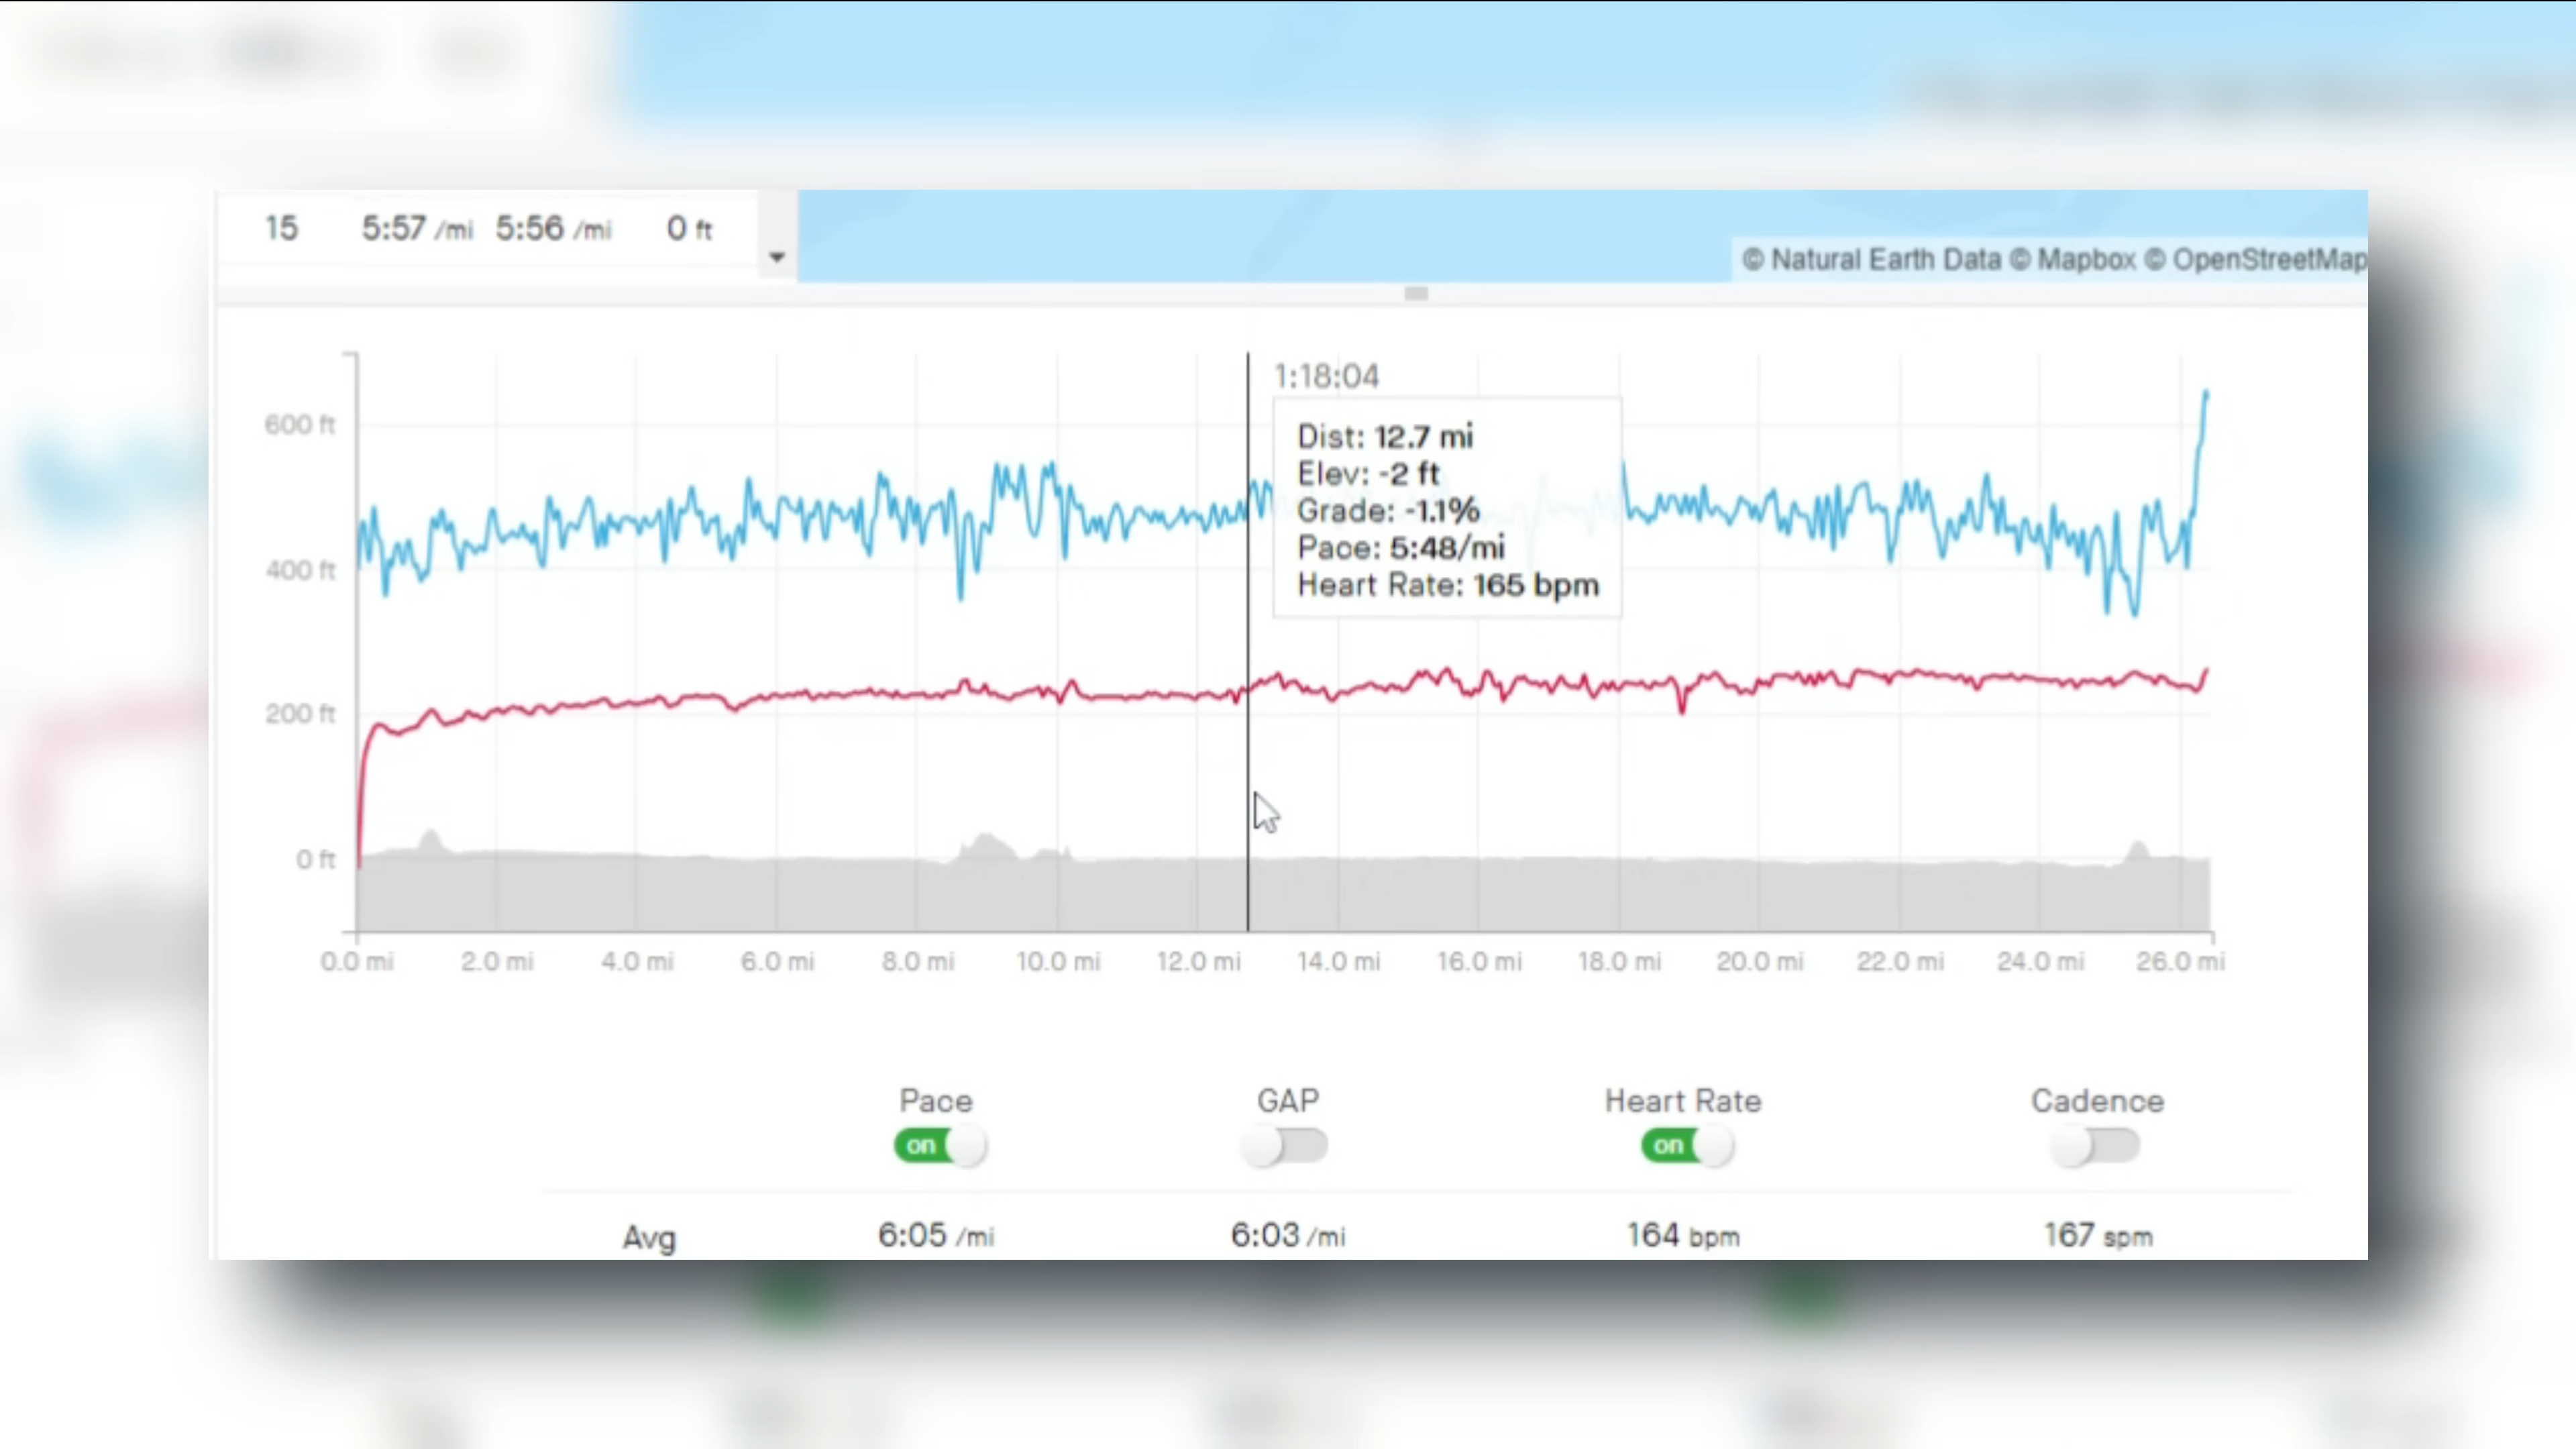 15 5:57 /mi 5:56 /mi 0 ft
© Natural Earth Data © Mapbox © OpenStreetMap
1:18:04
600 ft
Dist: 12.7 mi
Elev: -2 ft
Grade: -1.1%
Pace: 5:48/mi
Heart Rate: 165 bpm
400 ft
200 ft
0 ft
0.0 mi 2.0 mi 4.0 mi 6.0 mi 8.0 mi 10.0 mi 12.0 mi 14.0 mi 16.0 mi 18.0 mi 20.0 mi 22.0 mi 24.0 mi 26.0 mi
Pace GAP Heart Rate Cadence
on on
Avg 6:05 /mi 6:03 /mi 164 bpm 167 spm